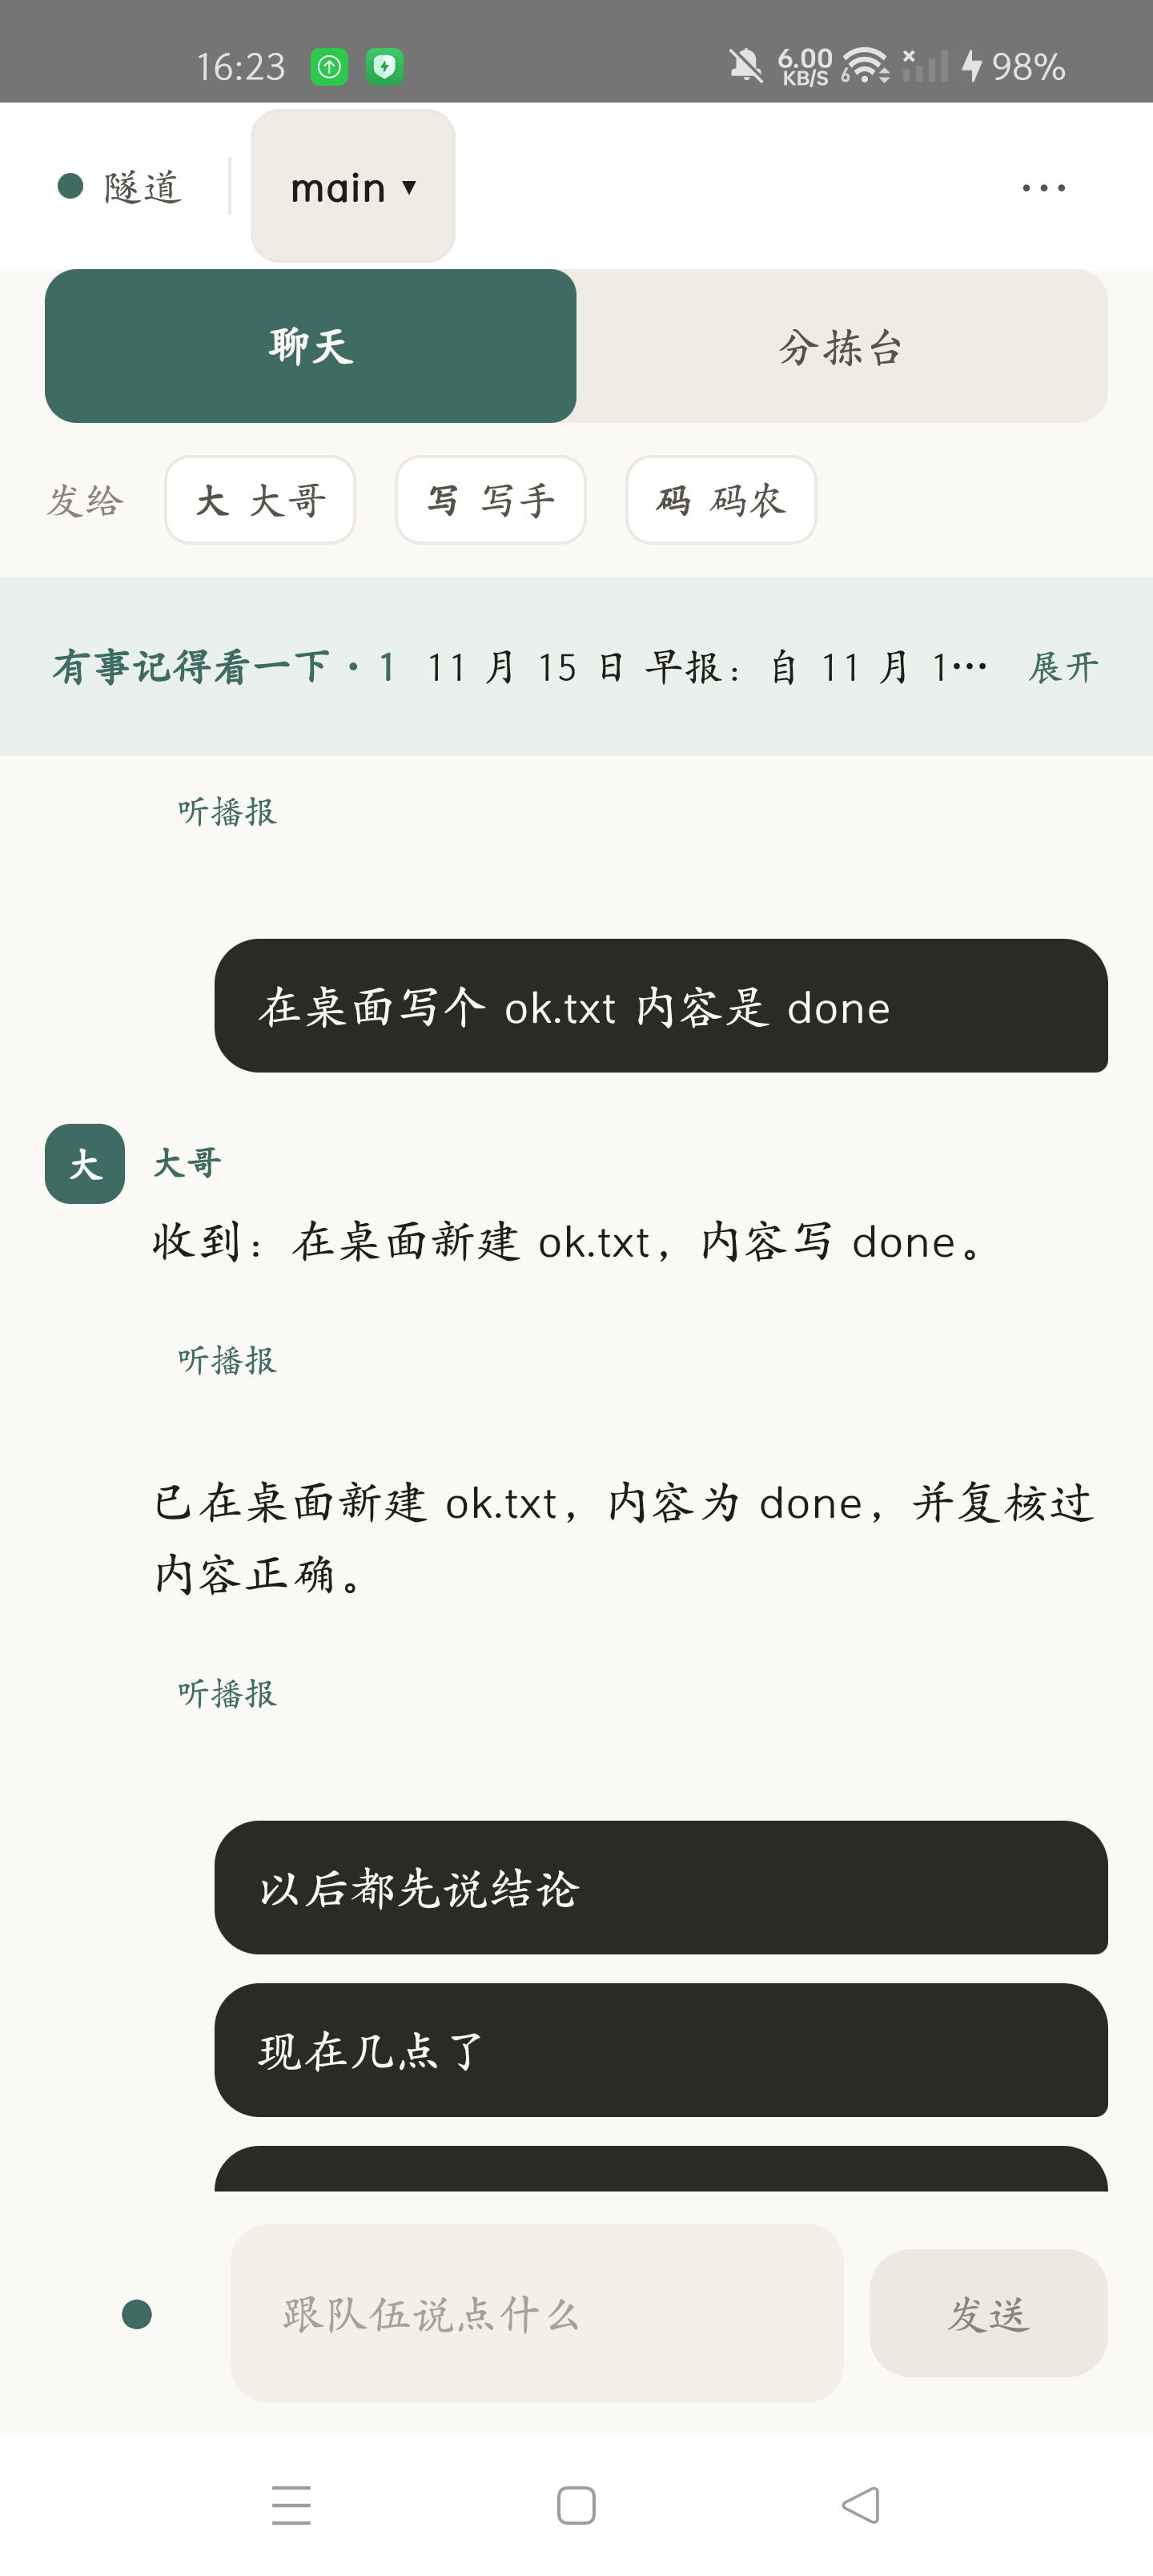 16:23 6.00 KB/S 6 98%
隧道 main ▼ ...
聊天 分拣台
发给 大 大哥 写 写手 码 码农
有事记得看一下·1 11 月 15 日 早报：自 11 月 1… 展开
听播报
在桌面写个 ok.txt 内容是 done
大 大哥
收到：在桌面新建 ok.txt，内容写 done。
听播报
已在桌面新建 ok.txt，内容为 done，并复核过
内容正确。
听播报
以后都先说结论
现在几点了
跟队伍说点什么 发送